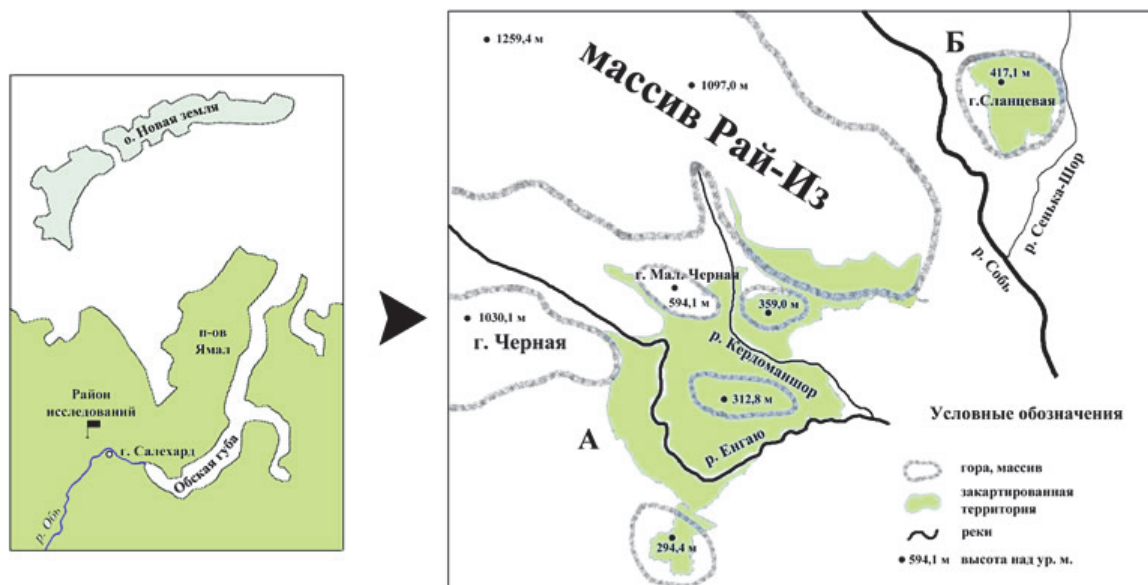 о. Новая земля
п-ов
Ямал
Район
исследований
г. Салехард
Обская губа
р. Обь
1259,4 м
1097,0 м
массив Рай-Из
Б
417,1 м
г.Сланцевая
р. Сенька-Шор
р. Собь
г. Мал. Черная
594,1 м
359,0 м
1030,1 м
г. Черная
р. Кердоманшор
312,8 м
А
р. Енгаю
294,4 м
Условные обозначения
гора, массив
закартированная
территория
реки
594,1 м высота над ур. м.